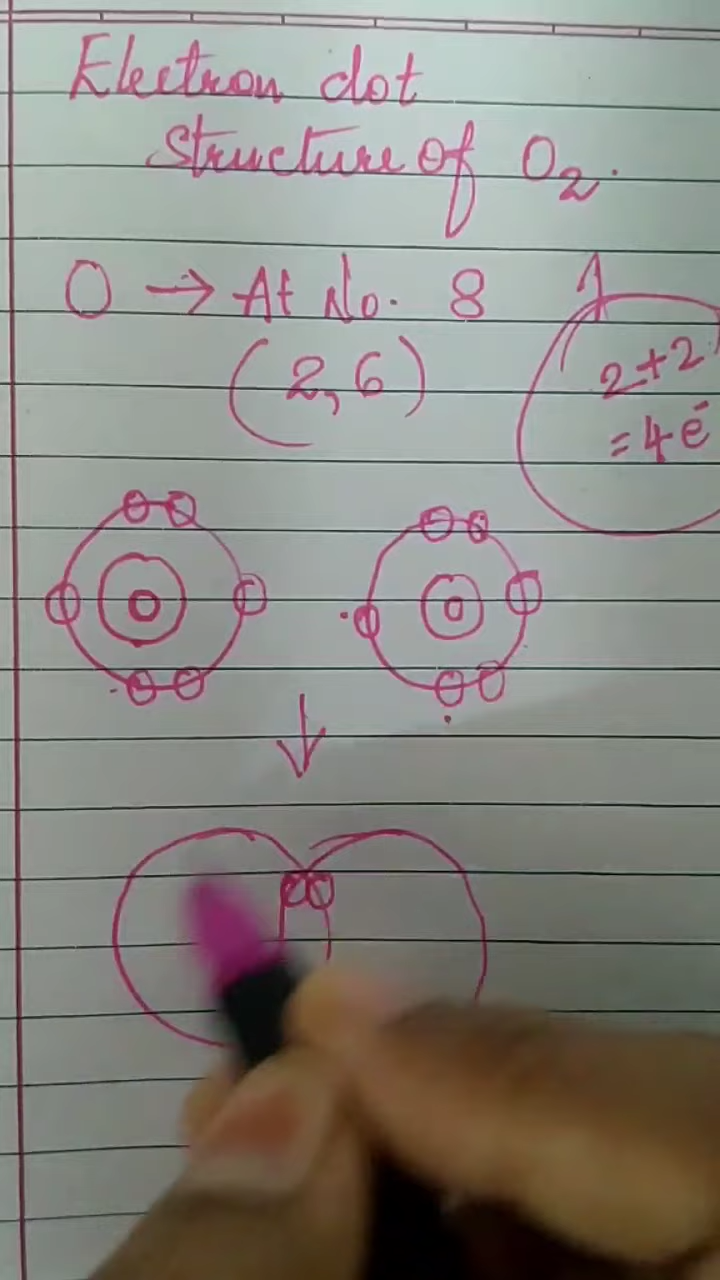 Electron dot
structure of O₂.
O → At No. 8
(2,6)
2+2
=4e⁻